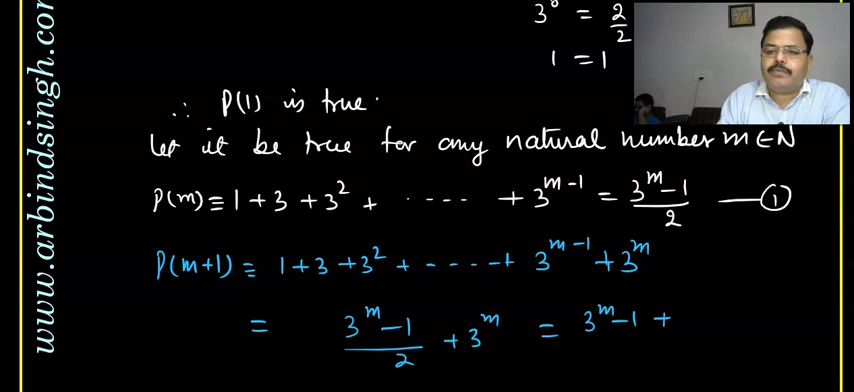 www.arbindsingh.co
3⁰ = 2/2
1 = 1
∴ P(1) is true.
Let it be true for any natural number m ∈ N
P(m) ≡ 1 + 3 + 3² + ..... + 3^(m-1) = (3^m - 1)/2 —— ①
P(m+1) ≡ 1 + 3 + 3² + - - - - + 3^(m-1) + 3^m
= (3^m - 1)/2 + 3^m = 3^m - 1 +